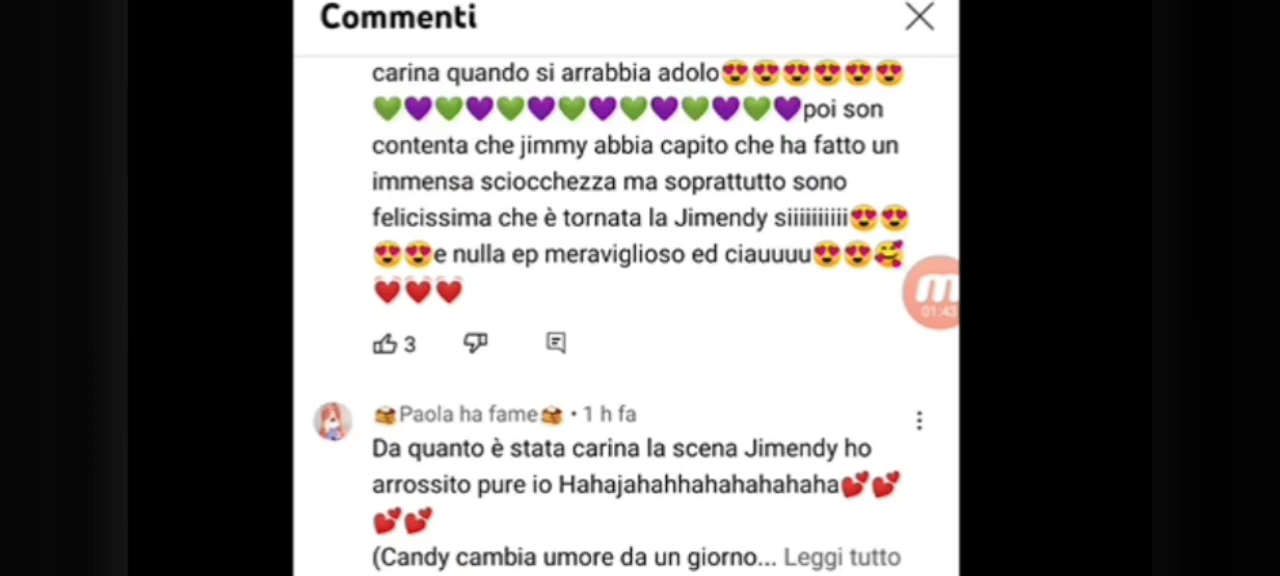 Commenti
carina quando si arrabbia adolo😍😍😍😍😍😍
💚💜💚💜💚💜💚💜💚💜💚💜💚💜poi son
contenta che jimmy abbia capito che ha fatto un
immensa sciocchezza ma soprattutto sono
felicissima che è tornata la Jimendy siiiiiiiiii😍😍
😍😍e nulla ep meraviglioso ed ciauuuu😍😍🥰
❤️❤️❤️
3
01:43
🥞Paola ha fame🥞 • 1 h fa
Da quanto è stata carina la scena Jimendy ho
arrossito pure io Hahajahahhahahahahaha💕💕
💕💕
(Candy cambia umore da un giorno... Leggi tutto